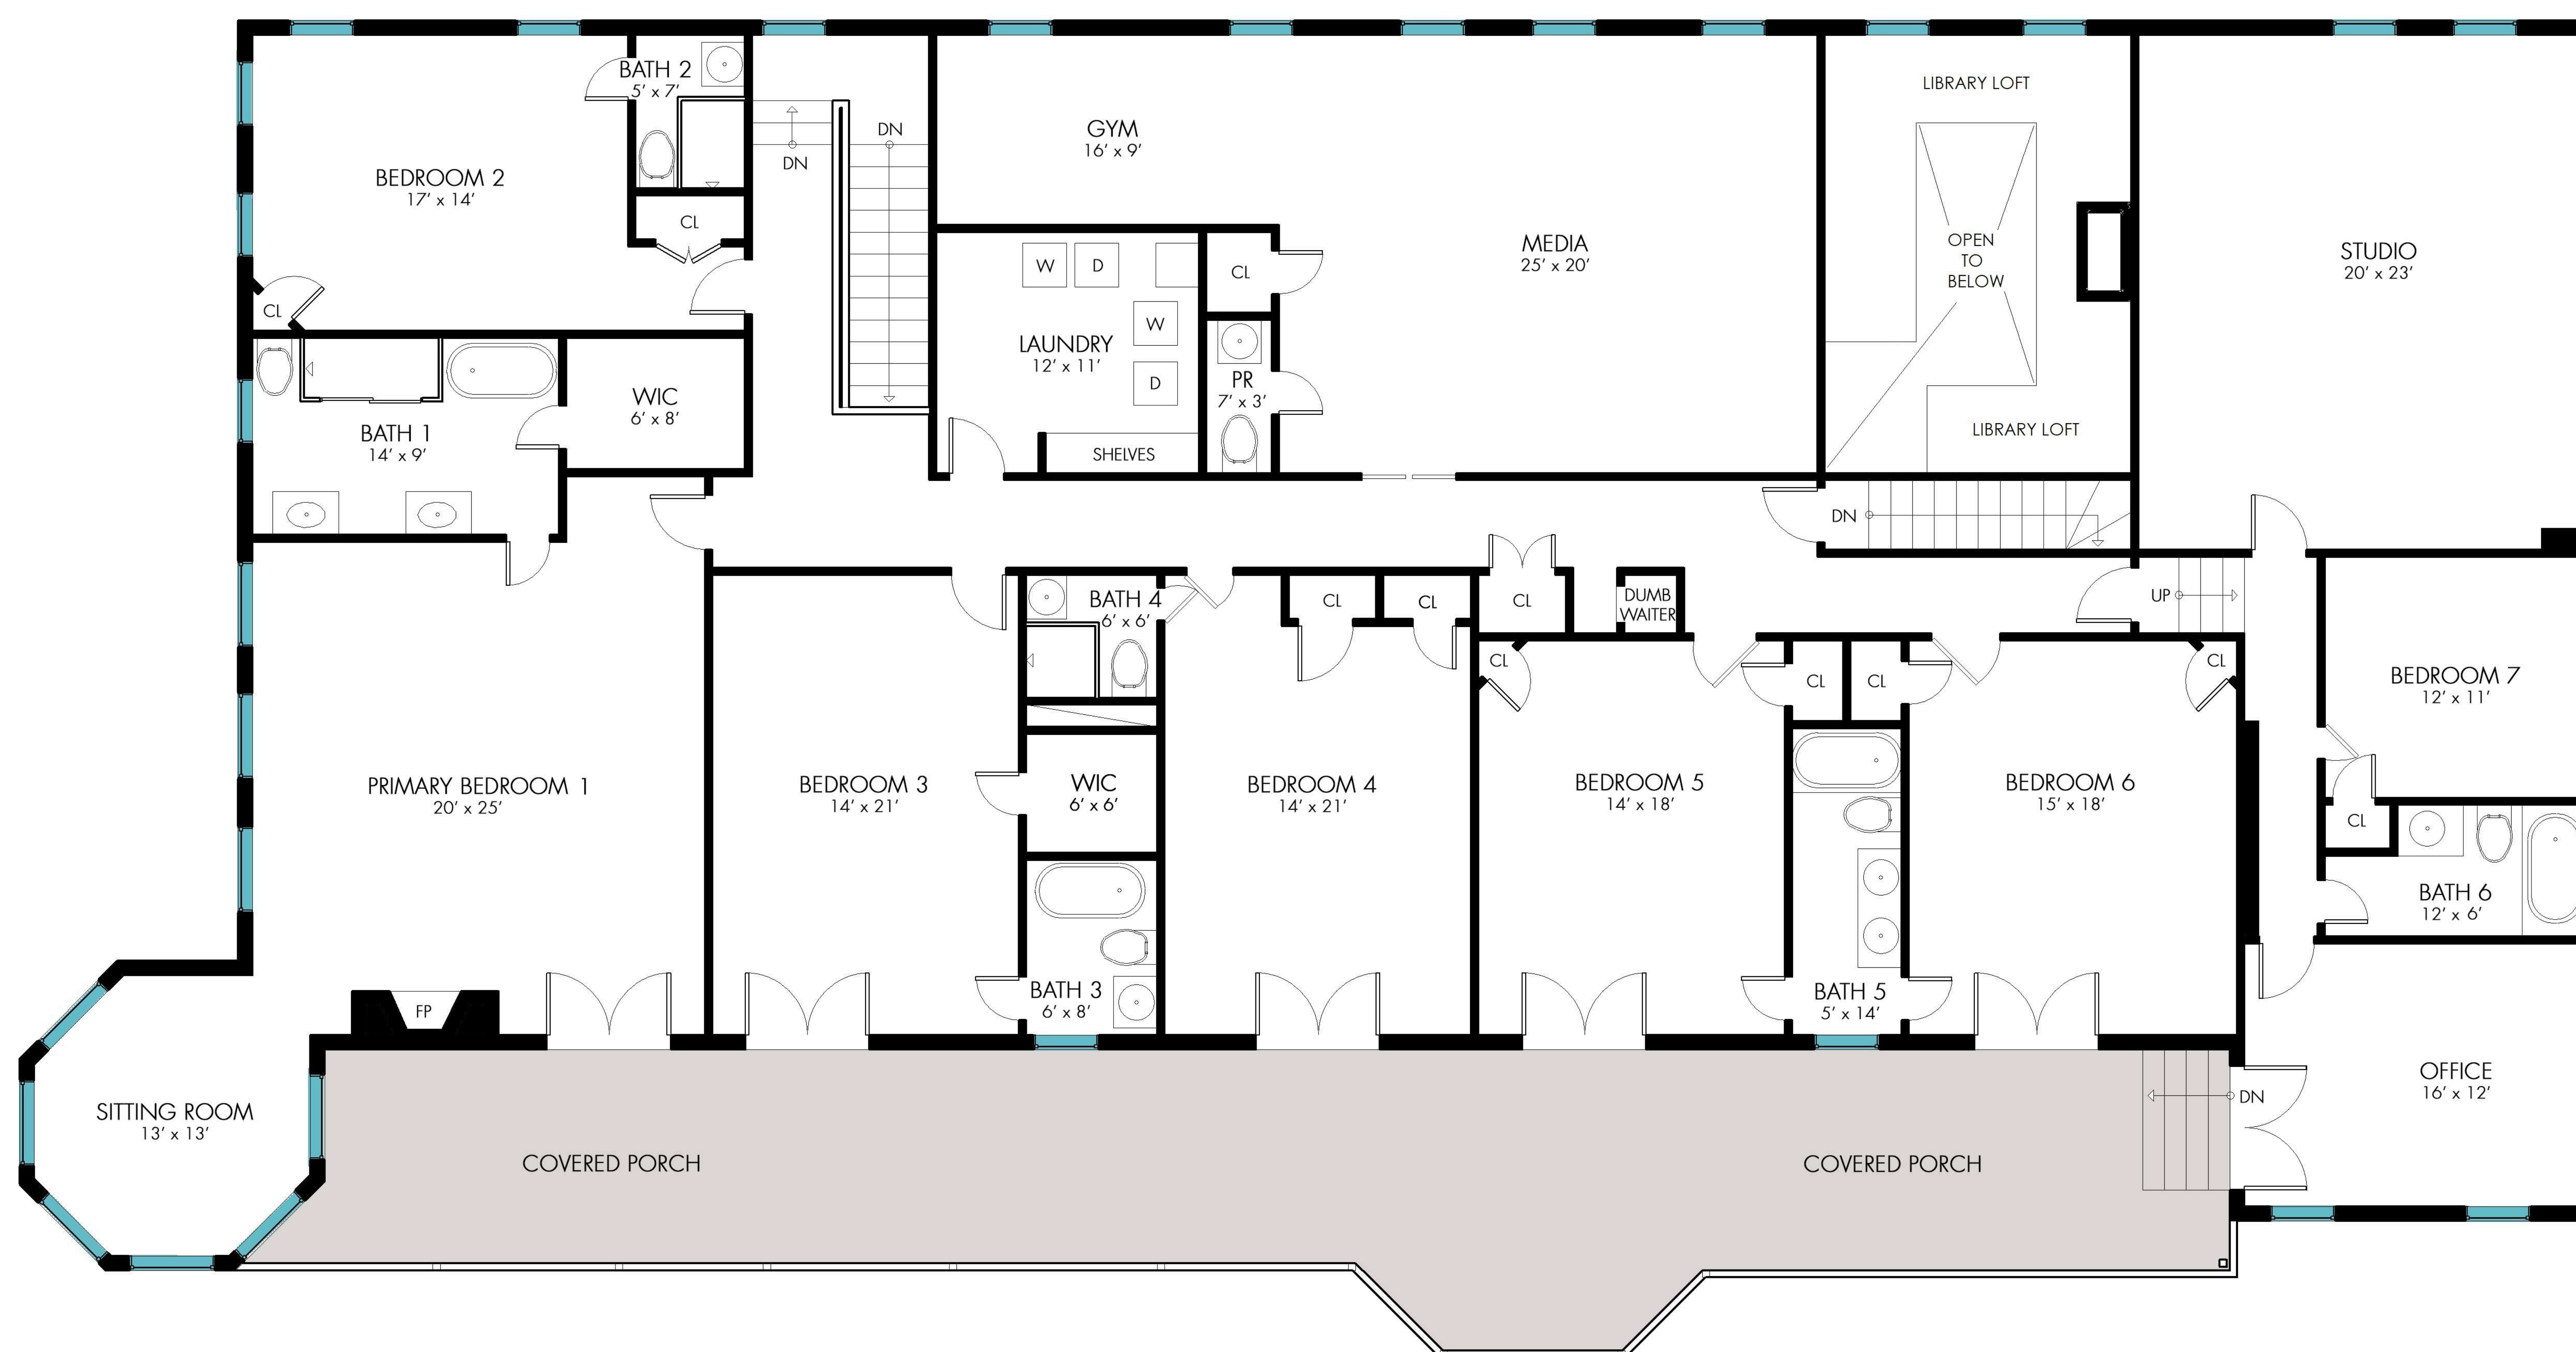 BATH 2
5' x 7'
LIBRARY LOFT
GYM
16' x 9'
DN
DN
BEDROOM 2
17' x 14'
CL
OPEN
TO
BELOW
MEDIA
25' x 20'
STUDIO
20' x 23'
W
D
CL
CL
W
LAUNDRY
12' x 11'
D
PR
7' x 3'
WIC
6' x 8'
BATH 1
14' x 9'
LIBRARY LOFT
SHELVES
DN
BATH 4
6' x 6'
CL
CL
CL
DUMB
WAITER
UP
CL
CL
CL
CL
BEDROOM 7
12' x 11'
PRIMARY BEDROOM 1
20' x 25'
BEDROOM 3
14' x 21'
WIC
6' x 6'
BEDROOM 4
14' x 21'
BEDROOM 5
14' x 18'
BEDROOM 6
15' x 18'
CL
BATH 6
12' x 6'
FP
BATH 3
6' x 8'
BATH 5
5' x 14'
OFFICE
16' x 12'
DN
SITTING ROOM
13' x 13'
COVERED PORCH
COVERED PORCH